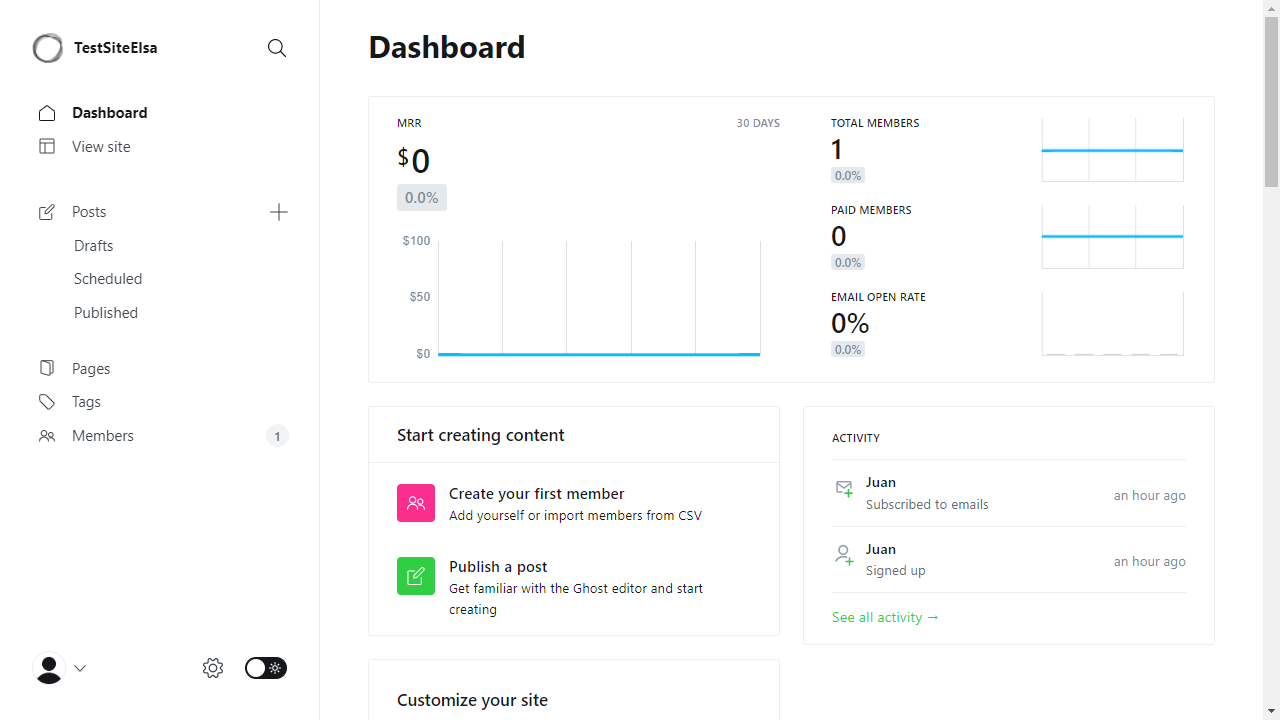 TestSiteElsa
Dashboard
View site
Posts
Drafts
Scheduled
Published
Pages
Tags
Members 1
Dashboard
MRR 30 DAYS
$0
0.0%
$100
$50
$0
TOTAL MEMBERS
1
0.0%
PAID MEMBERS
0
0.0%
EMAIL OPEN RATE
0%
0.0%
Start creating content
Create your first member
Add yourself or import members from CSV
Publish a post
Get familiar with the Ghost editor and start
creating
Customize your site
ACTIVITY
Juan
Subscribed to emails
an hour ago
Juan
Signed up
an hour ago
See all activity →